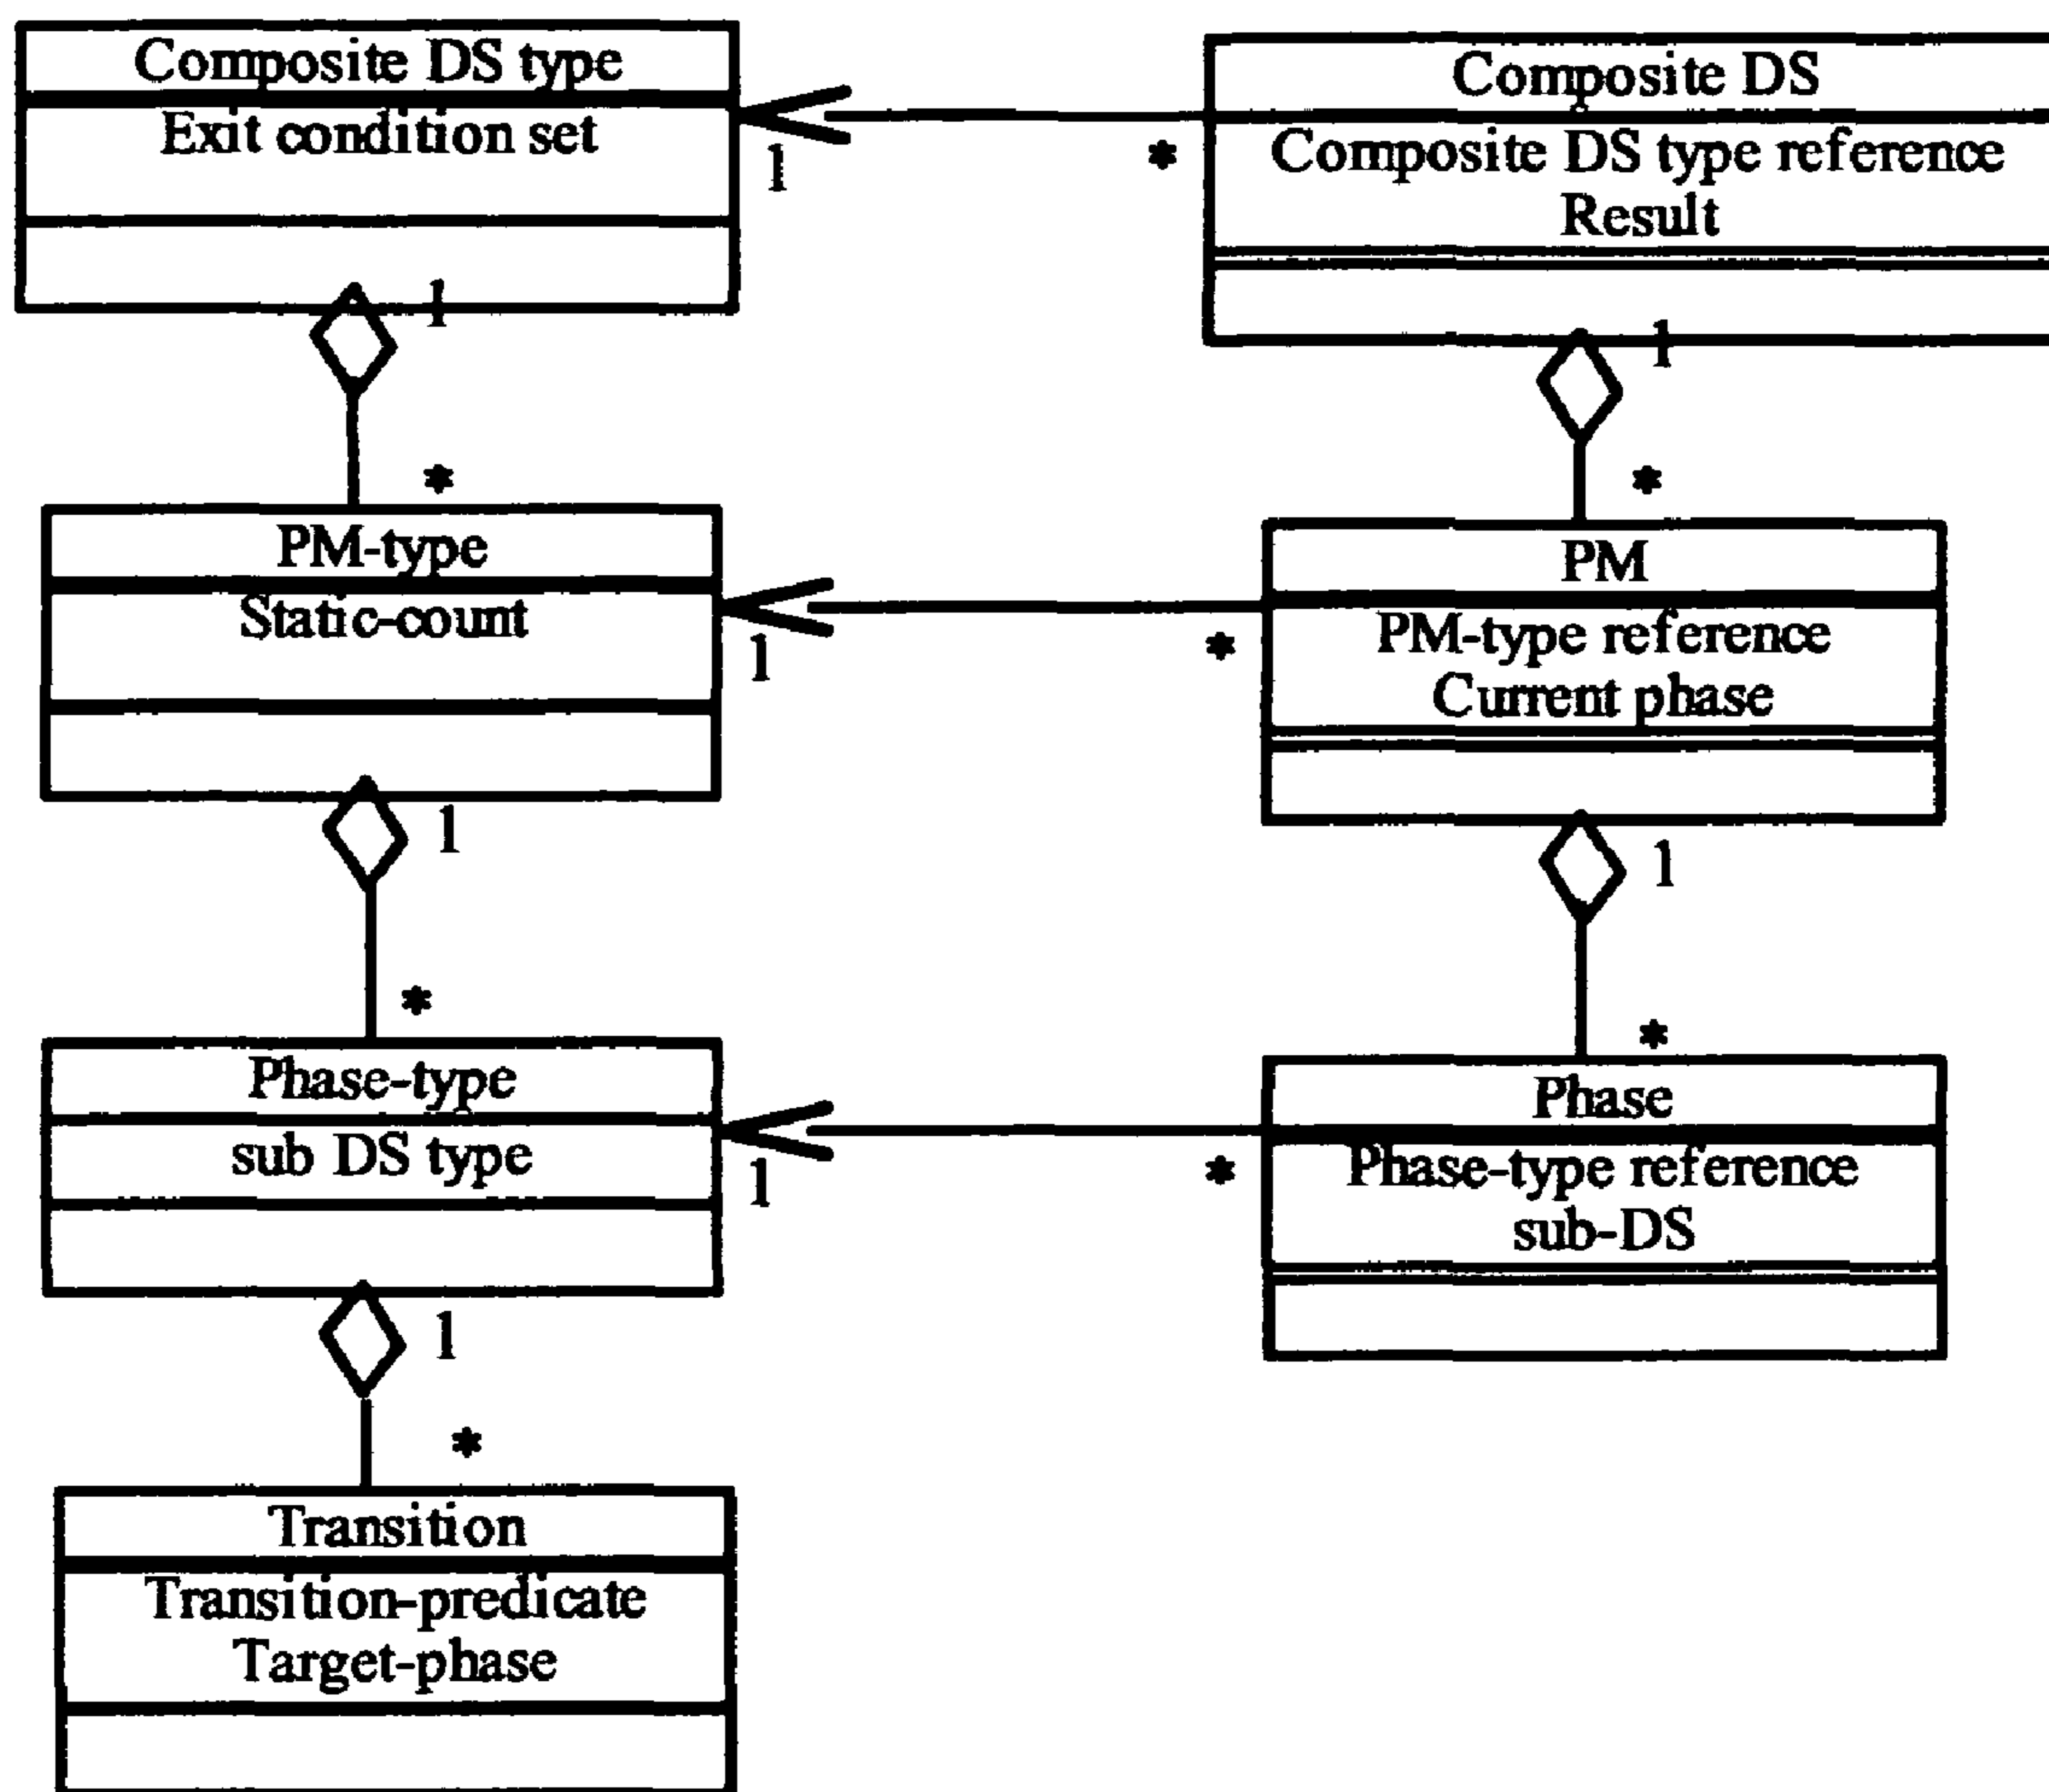 Composite DS type
Exit condition set
1
1
*
Composite DS
Composite DS type reference
Result
*
1
*
PM-type
Static-count
1
1
*
PM
PM-type reference
Current phase
*
1
*
Phase-type
sub DS type
1
1
*
Phase
Phase-type reference
sub-DS
*
Transition
Transition-predicate
Target-phase